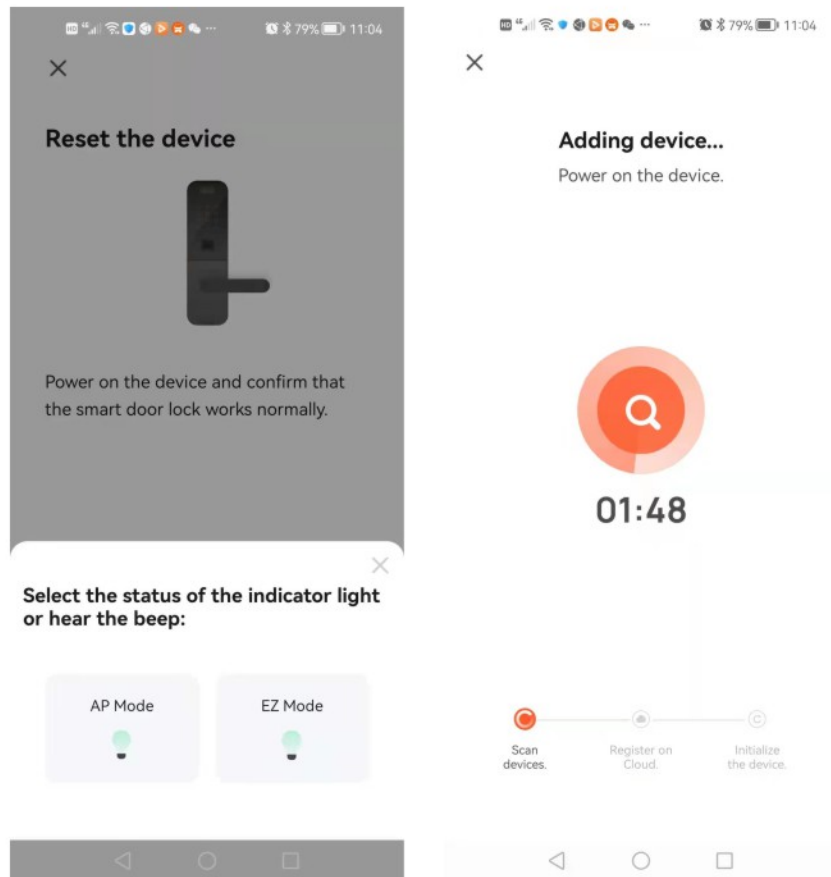 HD 79% 11:04
Reset the device
Power on the device and confirm that
the smart door lock works normally.
Select the status of the indicator light
or hear the beep:
AP Mode
EZ Mode
HD 79% 11:04
Adding device...
Power on the device.
01:48
Scan
devices.
Register on
Cloud.
Initialize
the device.